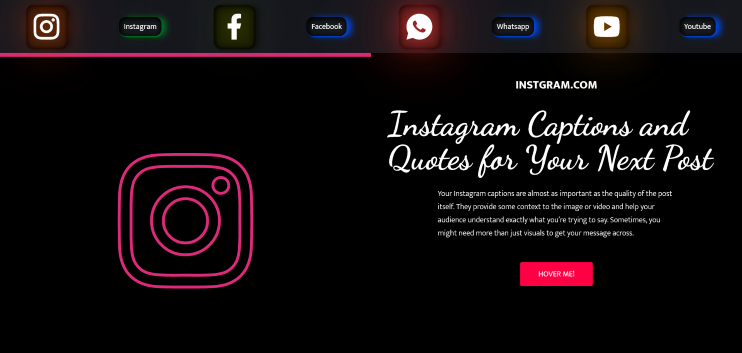 Instagram
Facebook
Whatsapp
Youtube
INSTGRAM.COM
Instagram Captions and
Quotes for Your Next Post
Your Instagram captions are almost as important as the quality of the post
itself. They provide some context to the image or video and help your
audience understand exactly what you're trying to say. Sometimes, you
might need more than just visuals to get your message across.
HOVER ME!